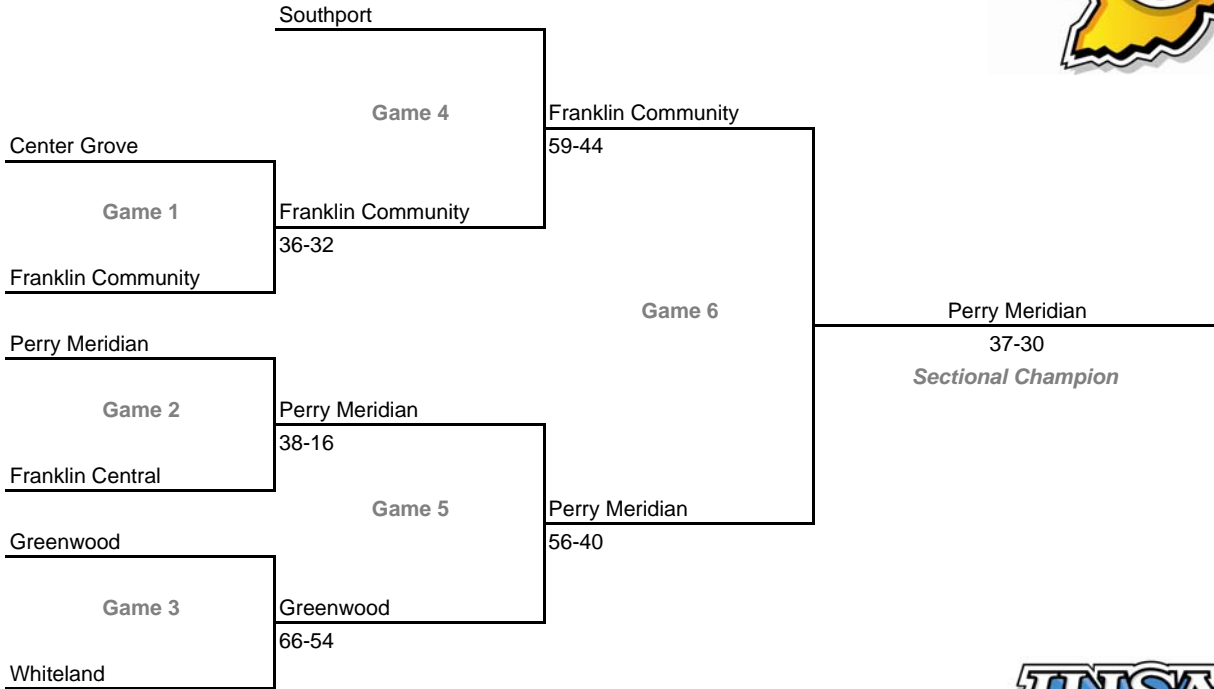 Southport
Game 4
Franklin Community
Center Grove
59-44
Game 1
Franklin Community
36-32
Franklin Community
Game 6
Perry Meridian
Perry Meridian
37-30
Sectional Champion
Game 2
Perry Meridian
38-16
Franklin Central
Game 5
Perry Meridian
Greenwood
56-40
Game 3
Greenwood
66-54
Whiteland